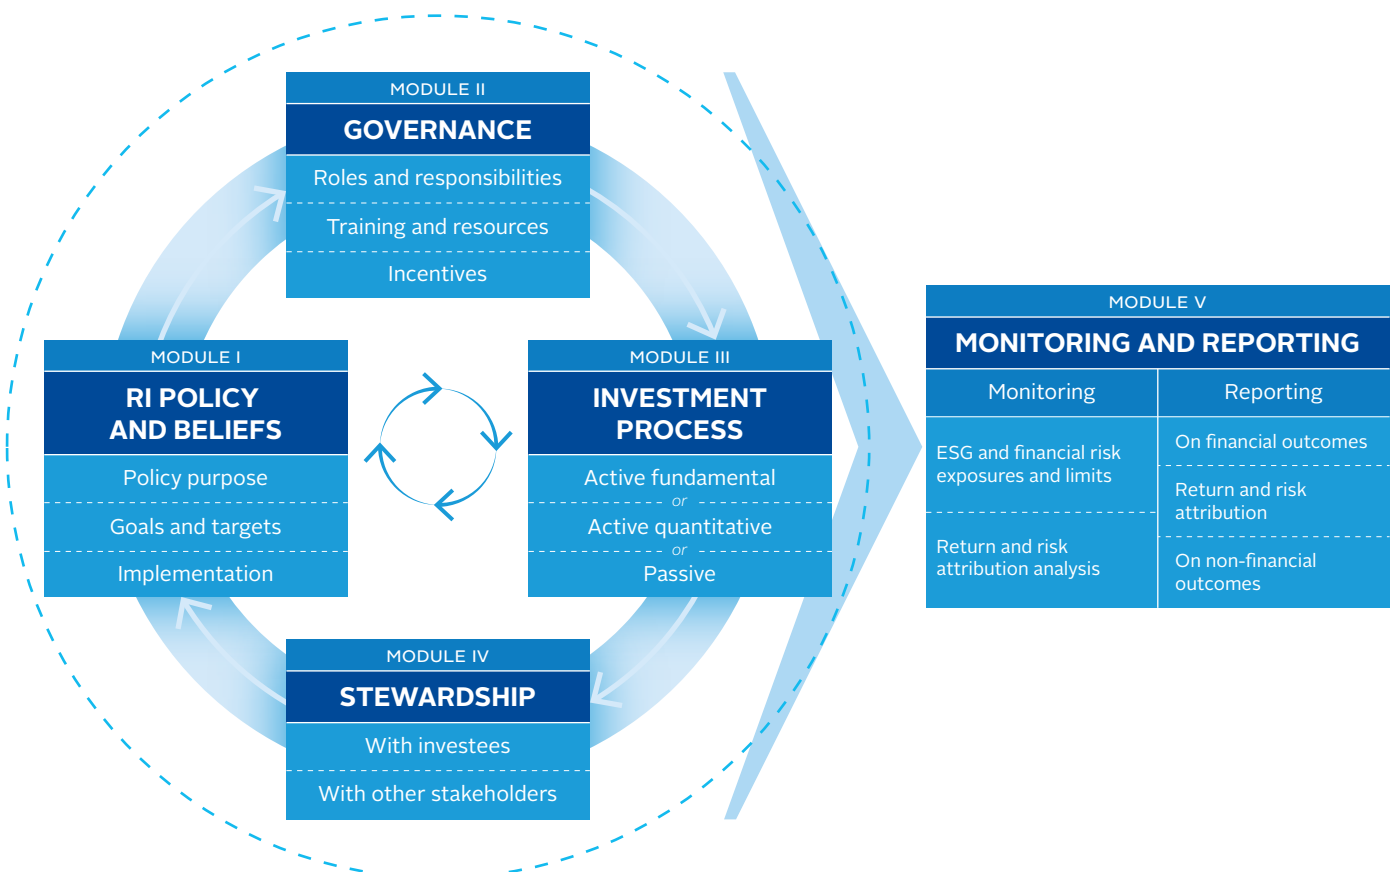 MODULE II
GOVERNANCE
Roles and responsibilities
Training and resources
Incentives
MODULE I
RI POLICY
AND BELIEFS
Policy purpose
Goals and targets
Implementation
MODULE III
INVESTMENT
PROCESS
Active fundamental
or
Active quantitative
or
Passive
MODULE IV
STEWARDSHIP
With investees
With other stakeholders
MODULE V
MONITORING AND REPORTING
Monitoring
ESG and financial risk
exposures and limits
Return and risk
attribution analysis
Reporting
On financial outcomes
Return and risk
attribution
On non-financial
outcomes